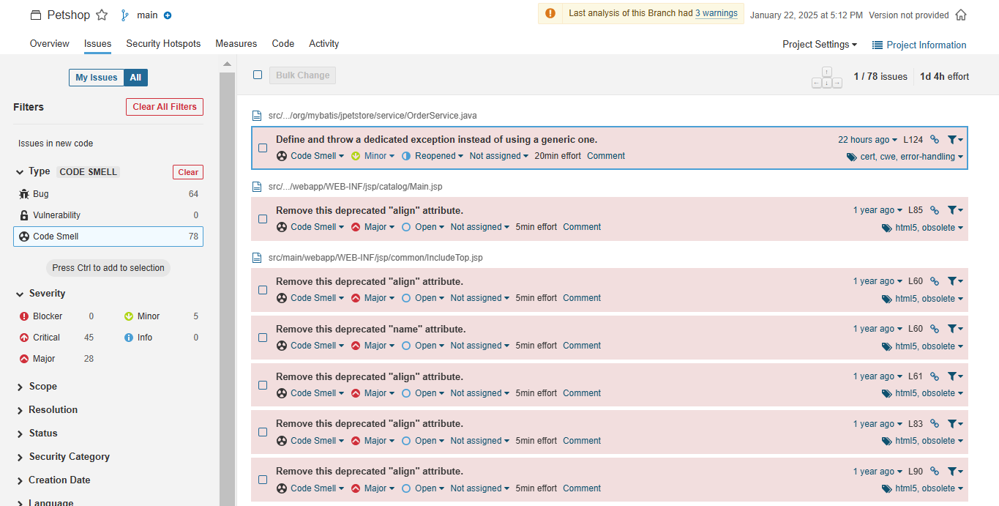 Petshop main
Last analysis of this Branch had 3 warnings January 22, 2025 at 5:12 PM Version not provided
Overview Issues Security Hotspots Measures Code Activity
Project Settings Project Information
My Issues All
Filters Clear All Filters
Issues in new code
Type CODE SMELL Clear
Bug 64
Vulnerability 0
Code Smell 78
Press Ctrl to add to selection
Severity
Blocker 0 Minor 5
Critical 45 Info 0
Major 28
Scope
Resolution
Status
Security Category
Creation Date
Language
Bulk Change
1 / 78 issues 1d 4h effort
src/.../org/mybatis/jpetstore/service/OrderService.java
Define and throw a dedicated exception instead of using a generic one. 22 hours ago L124
Code Smell Minor Reopened Not assigned 20min effort Comment cert, cwe, error-handling
src/.../webapp/WEB-INF/jsp/catalog/Main.jsp
Remove this deprecated "align" attribute. 1 year ago L85
Code Smell Major Open Not assigned 5min effort Comment html5, obsolete
src/main/webapp/WEB-INF/jsp/common/IncludeTop.jsp
Remove this deprecated "align" attribute. 1 year ago L60
Code Smell Major Open Not assigned 5min effort Comment html5, obsolete
Remove this deprecated "name" attribute. 1 year ago L60
Code Smell Major Open Not assigned 5min effort Comment html5, obsolete
Remove this deprecated "align" attribute. 1 year ago L61
Code Smell Major Open Not assigned 5min effort Comment html5, obsolete
Remove this deprecated "align" attribute. 1 year ago L83
Code Smell Major Open Not assigned 5min effort Comment html5, obsolete
Remove this deprecated "align" attribute. 1 year ago L90
Code Smell Major Open Not assigned 5min effort Comment html5, obsolete